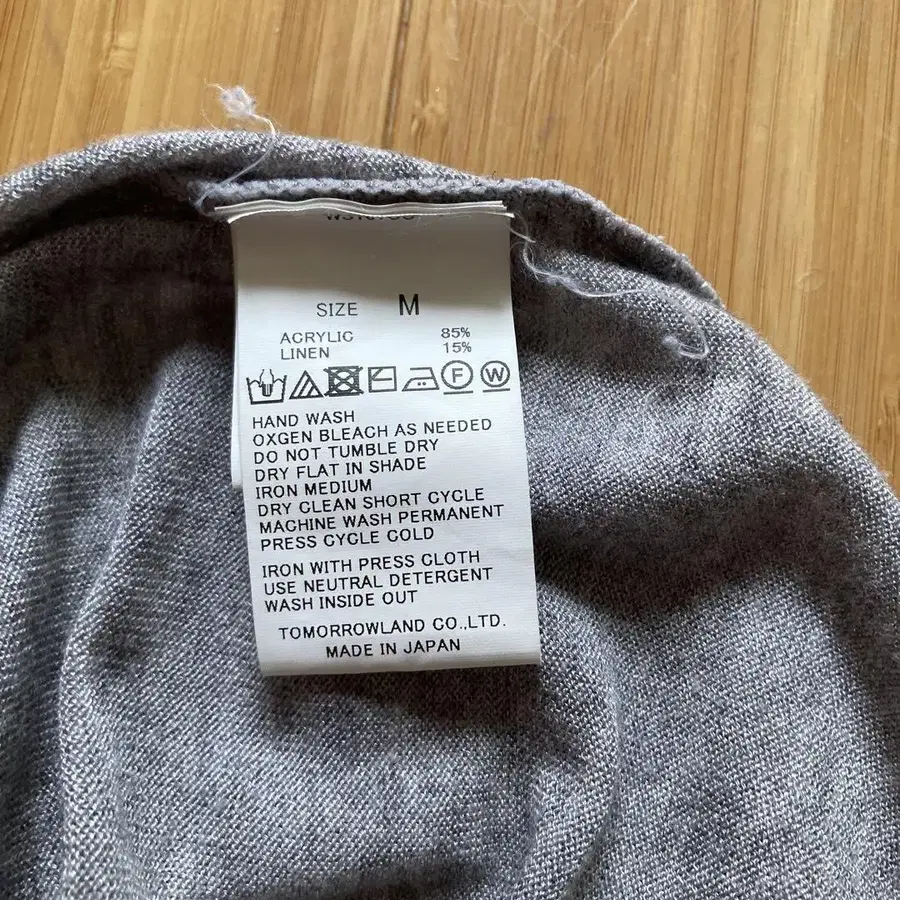 SIZE M
ACRYLIC 85%
LINEN 15%
F W
HAND WASH
OXGEN BLEACH AS NEEDED
DO NOT TUMBLE DRY
DRY FLAT IN SHADE
IRON MEDIUM
DRY CLEAN SHORT CYCLE
MACHINE WASH PERMANENT
PRESS CYCLE COLD
IRON WITH PRESS CLOTH
USE NEUTRAL DETERGENT
WASH INSIDE OUT
TOMORROWLAND CO.,LTD.
MADE IN JAPAN